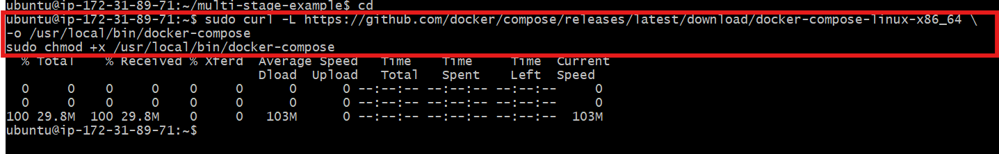 ubuntu@ip-172-31-89-71:~/multi-stage-example$ cd
ubuntu@ip-172-31-89-71:~$ sudo curl -L https://github.com/docker/compose/releases/latest/download/docker-compose-linux-x86_64 \
-o /usr/local/bin/docker-compose
sudo chmod +x /usr/local/bin/docker-compose
% Total % Received % Xferd Average Speed Time Time Time Current
Dload Upload Total Spent Left Speed
0 0 0 0 0 0 0 0 --:--:-- --:--:-- --:--:-- 0
0 0 0 0 0 0 0 0 --:--:-- --:--:-- --:--:-- 0
100 29.8M 100 29.8M 0 0 103M 0 --:--:-- --:--:-- --:--:-- 103M
ubuntu@ip-172-31-89-71:~$